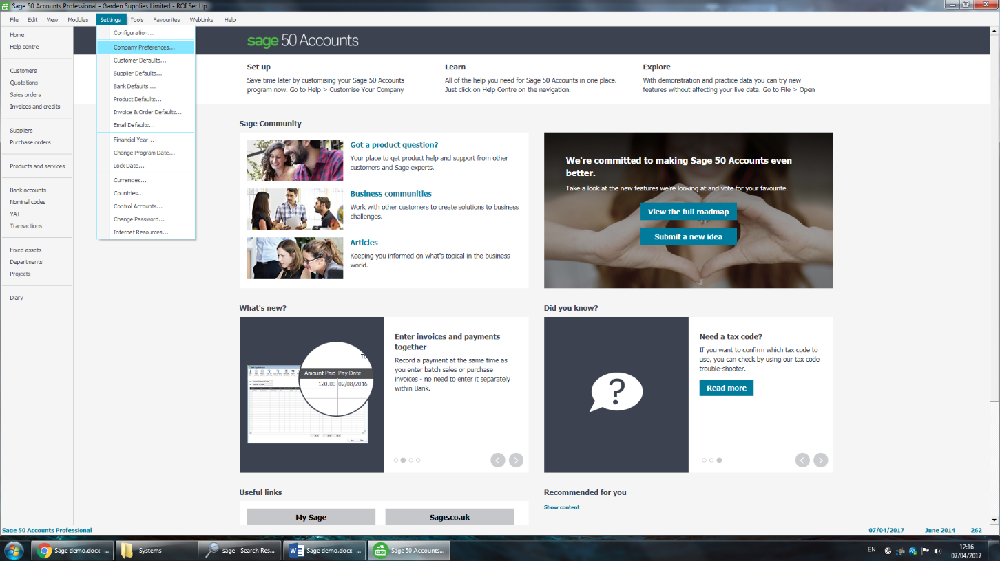 Sage 50 Accounts Professional - Garden Supplies Limited - ROI Set Up
File Edit View Modules Settings Tools Favourites WebLinks Help
Home
Help centre
Customers
Quotations
Sales orders
Invoices and credits
Suppliers
Purchase orders
Products and services
Bank accounts
Nominal codes
VAT
Transactions
Fixed assets
Departments
Projects
Diary
Configuration...
Company Preferences...
Customer Defaults...
Supplier Defaults...
Bank Defaults ...
Product Defaults...
Invoice & Order Defaults...
Email Defaults...
Financial Year...
Change Program Date...
Lock Date...
Currencies...
Countries...
Control Accounts...
Change Password...
Internet Resources...
sage 50 Accounts
Set up
Save time later by customising your Sage 50 Accounts
program now. Go to Help > Customise Your Company
Learn
All of the help you need for Sage 50 Accounts in one place.
Just click on Help Centre on the navigation.
Explore
With demonstration and practice data you can try new
features without affecting your live data. Go to File > Open
Sage Community
Got a product question?
Your place to get product help and support from other
customers and Sage experts.
Business communities
Work with other customers to create solutions to business
challenges.
Articles
Keeping you informed on what's topical in the business
world.
We're committed to making Sage 50 Accounts even
better.
Take a look at the new features we're looking at and vote for your favourite.
View the full roadmap
Submit a new idea
What's new?
To
Amount Paid Pay Date
120.00 02/08/2016
Enter invoices and payments
together
Record a payment at the same time as
you enter batch sales or purchase
invoices - no need to enter it separately
within Bank.
Did you know?
?
Need a tax code?
If you want to confirm which tax code to
use, you can check by using our tax code
trouble-shooter.
Read more
Useful links
My Sage
Sage.co.uk
Recommended for you
Show content
Sage 50 Accounts Professional 07/04/2017 June 2014 262
Sage demo.docx -... Systems sage - Search Res... Sage demo.docx -... Sage 50 Accounts... EN 12:16
07/04/2017